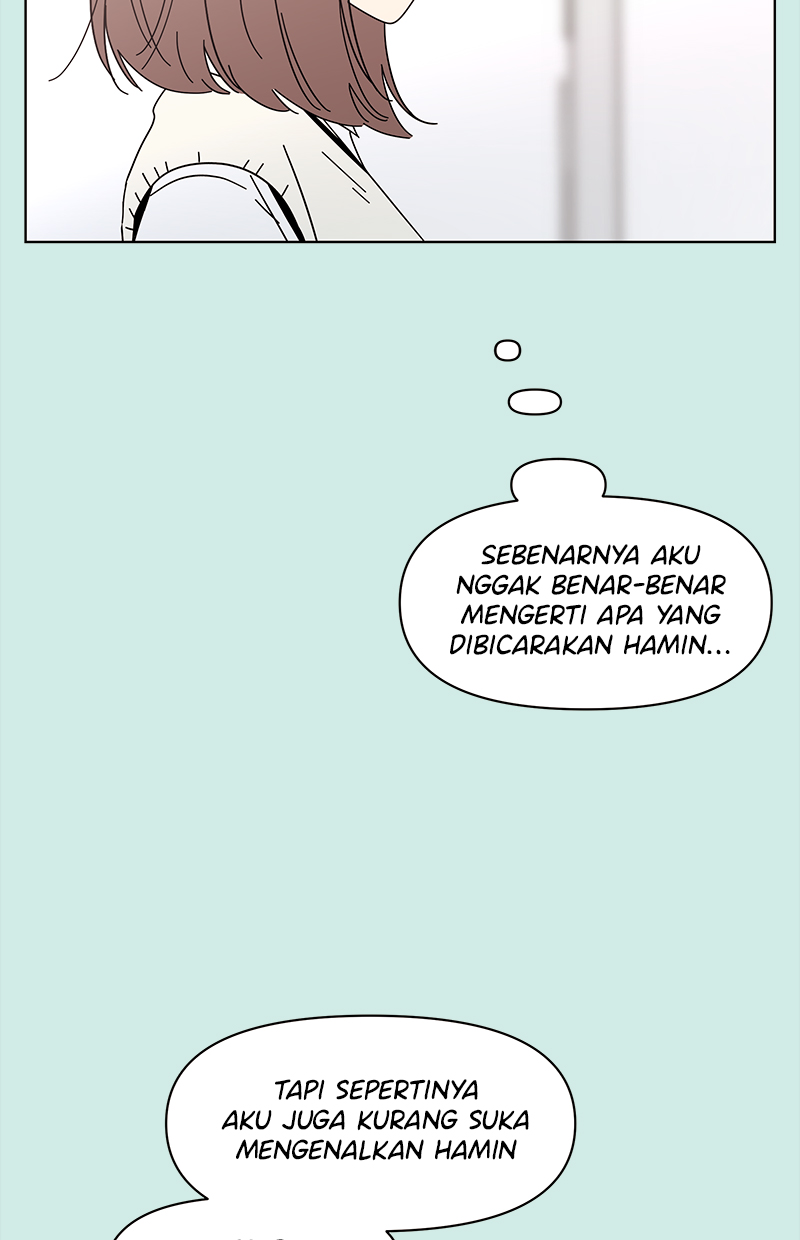 SEBENARNYA AKU
NGGAK BENAR-BENAR
MENGERTI APA YANG
DIBICARAKAN HAMIN...
TAPI SEPERTINYA
AKU JUGA KURANG SUKA
MENGENALKAN HAMIN